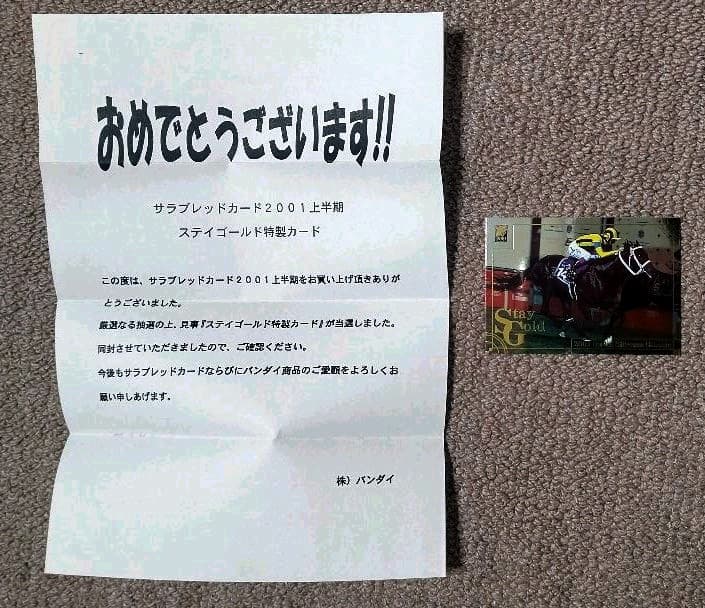 おめでとうございます!!
サラブレッドカード2001上半期
ステイゴールド特製カード
この度は、サラブレッドカード2001上半期をお買い上げ頂きありが
とうございました。
厳選なる抽選の上、見事『ステイゴールド特製カード』が当選しました。
同封させていただきましたので、ご確認ください。
今後もサラブレッドカードならびにバンダイ商品のご愛顧をよろしくお
願い申しあげます。
株）バンダイ
Stay
Gold